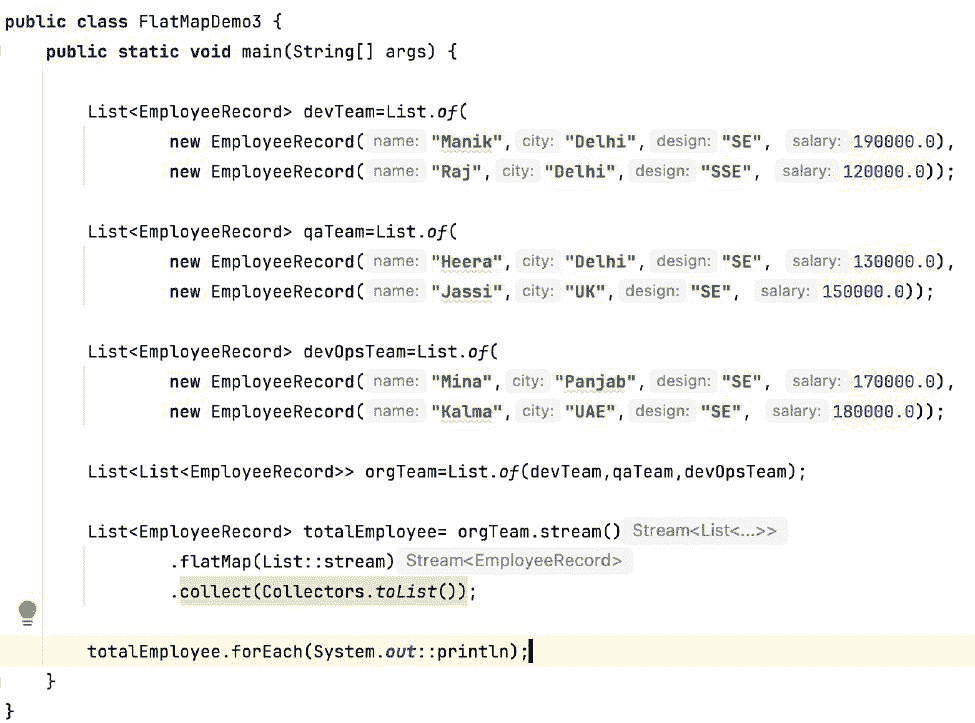 public class FlatMapDemo3 {
public static void main(String[] args) {
List<EmployeeRecord> devTeam=List.of(
new EmployeeRecord( name: "Manik", city: "Delhi", design: "SE", salary: 190000.0),
new EmployeeRecord( name: "Raj", city: "Delhi", design: "SSE", salary: 120000.0));
List<EmployeeRecord> qaTeam=List.of(
new EmployeeRecord( name: "Heera", city: "Delhi", design: "SE", salary: 130000.0),
new EmployeeRecord( name: "Jassi", city: "UK", design: "SE", salary: 150000.0));
List<EmployeeRecord> devOpsTeam=List.of(
new EmployeeRecord( name: "Mina", city: "Panjab", design: "SE", salary: 170000.0),
new EmployeeRecord( name: "Kalma", city: "UAE", design: "SE", salary: 180000.0));
List<List<EmployeeRecord>> orgTeam=List.of(devTeam,qaTeam,devOpsTeam);
List<EmployeeRecord> totalEmployee= orgTeam.stream() Stream<List<...>>
.flatMap(List::stream) Stream<EmployeeRecord>
.collect(Collectors.toList());
totalEmployee.forEach(System.out::println);
}
}